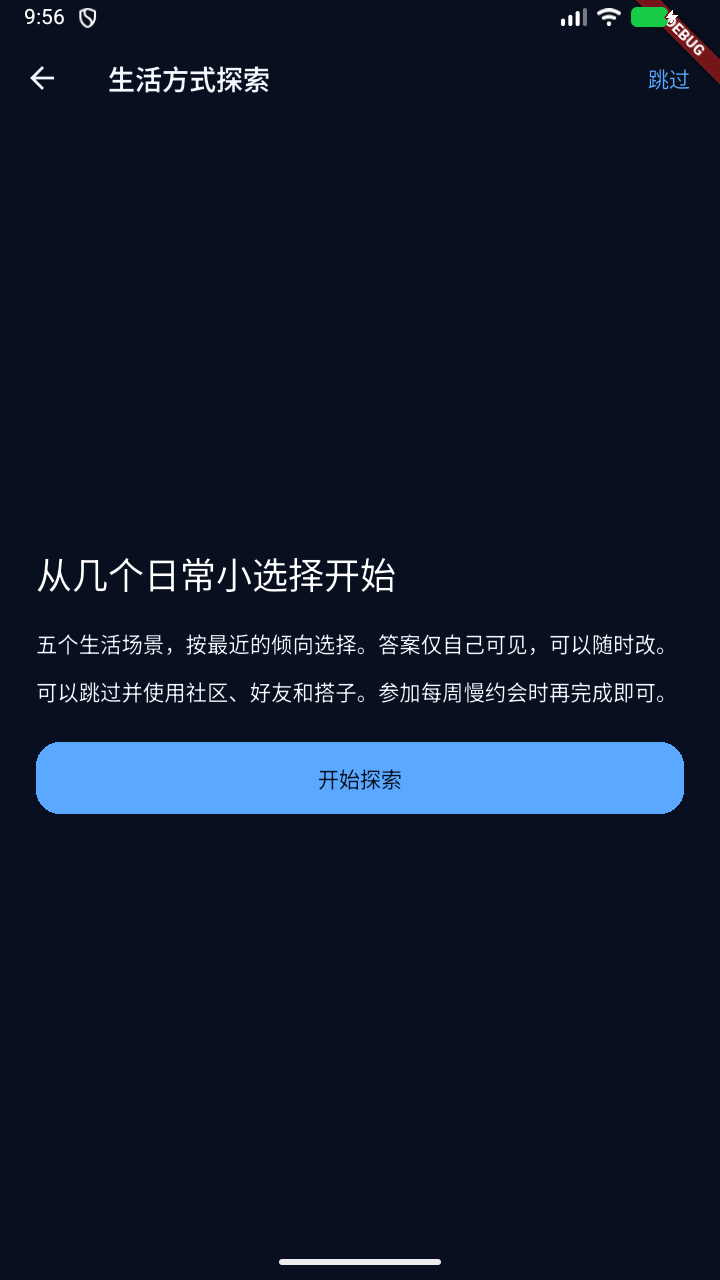 9:56
DEBUG
生活方式探索
跳过
从几个日常小选择开始
五个生活场景，按最近的倾向选择。答案仅自己可见，可以随时改。
可以跳过并使用社区、好友和搭子。参加每周慢约会时再完成即可。
开始探索